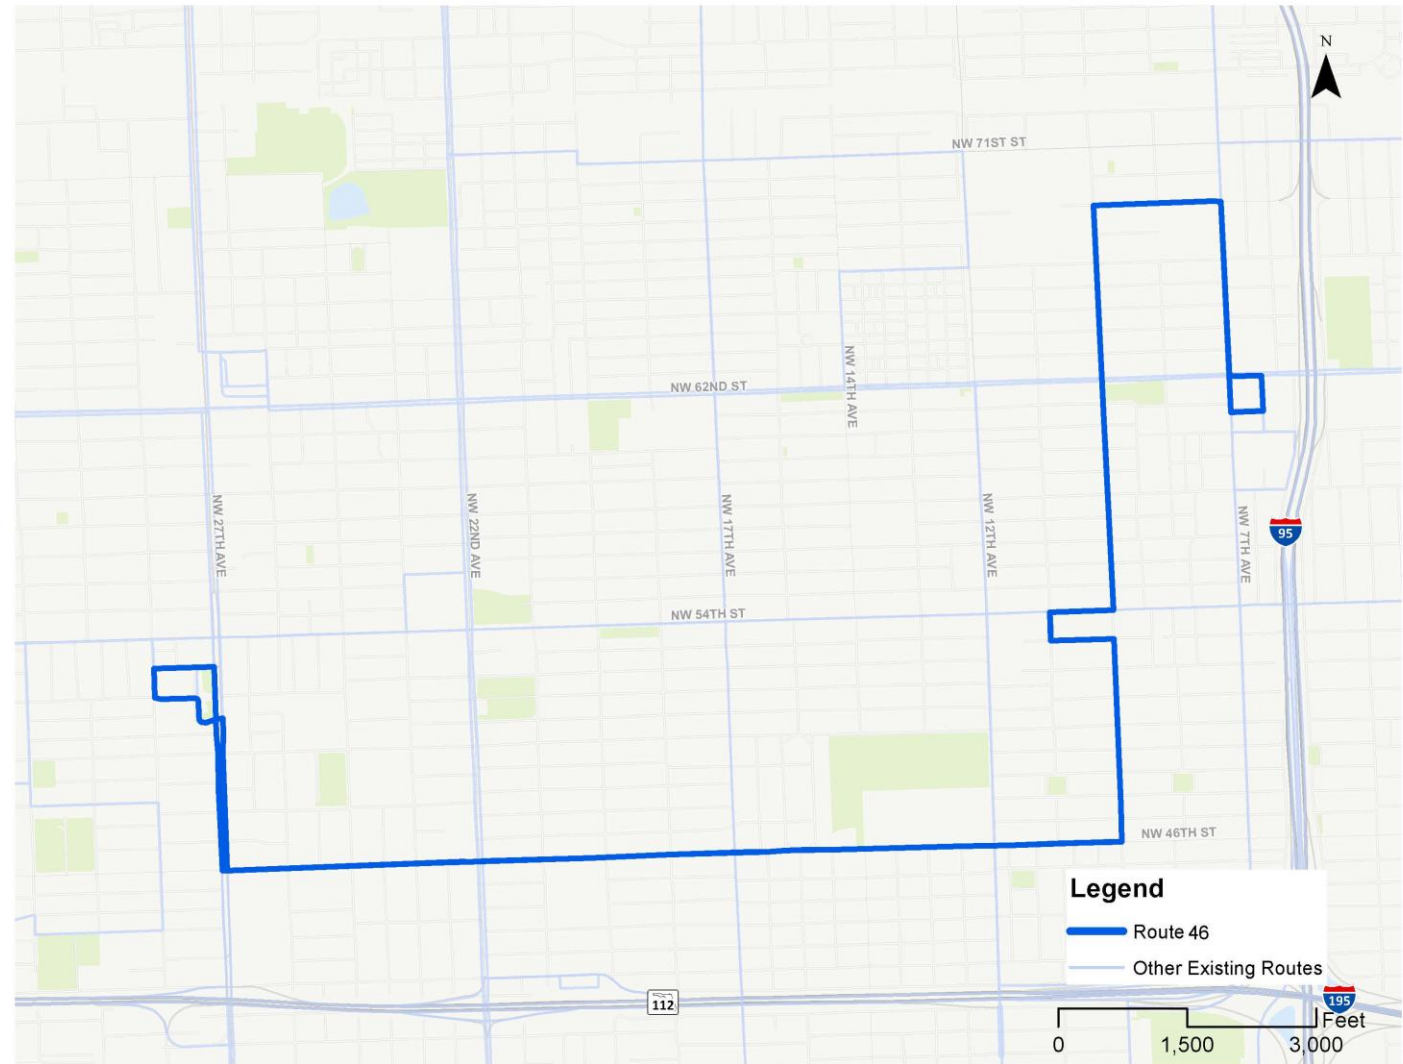 N
NW 71ST ST
NW 14TH AVE
NW 62ND ST
NW 27TH AVE
NW 22ND AVE
NW 17TH AVE
NW 12TH AVE
NW 7TH AVE
95
NW 54TH ST
NW 46TH ST
Legend
Route 46
Other Existing Routes
112
195
Feet
0 1,500 3,000